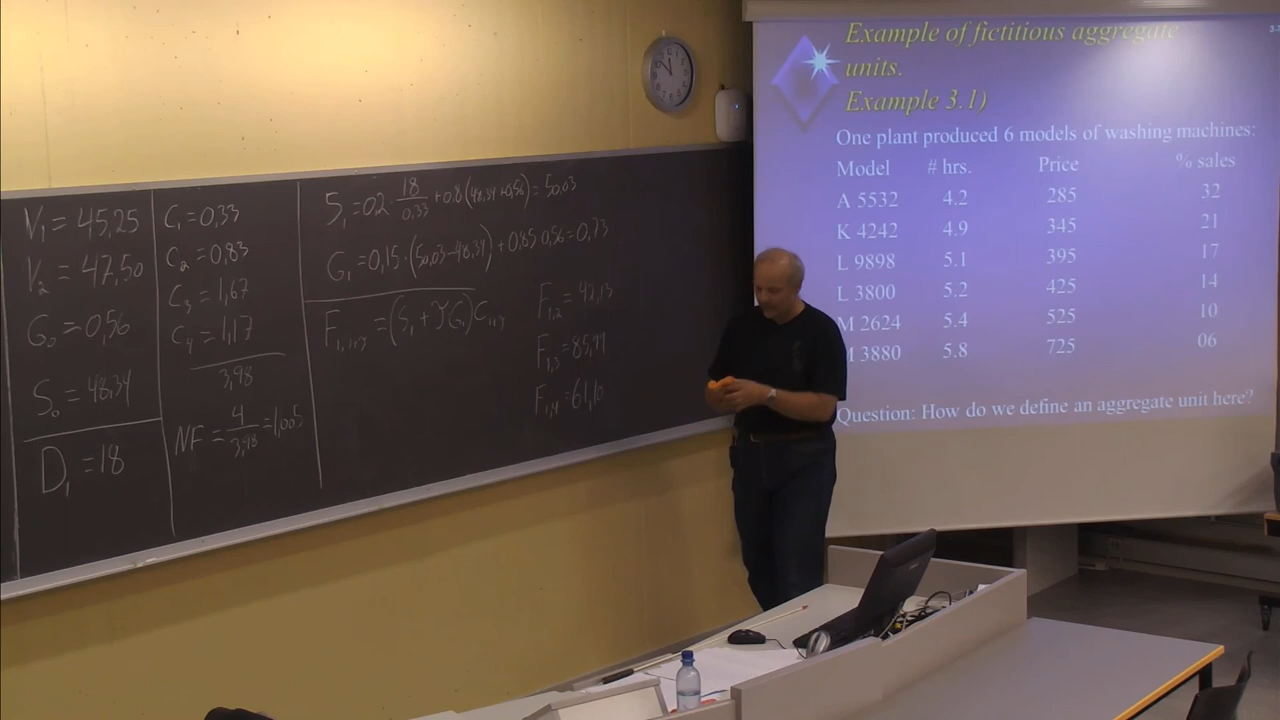 V₁ = 45,25
V₂ = 47,50
G₀ = 0,56
S₀ = 48,34
D₁ = 18
C₁ = 0,33
C₂ = 0,83
C₃ = 1,67
C₄ = 1,17
3,98
NF = 4/3,98 = 1,005
S₁ = 0,2 · 18/0,33 + 0,8(48,34+0,56) = 50,03
G₁ = 0,15 · (50,03-48,34) + 0,85 0,56 = 0,73
F₁,₁₊ᵧ = (S₁ + γG₁) C₁₊ᵧ
F₁,₂ = 42,13
F₁,₃ = 85,99
F₁,₄ = 61,10
Example of fictitious aggregate
units.
Example 3.1)
One plant produced 6 models of washing machines:
Model # hrs. Price % sales
A 5532 4.2 285 32
K 4242 4.9 345 21
L 9898 5.1 395 17
L 3800 5.2 425 14
M 2624 5.4 525 10
M 3880 5.8 725 06
Question: How do we define an aggregate unit here?